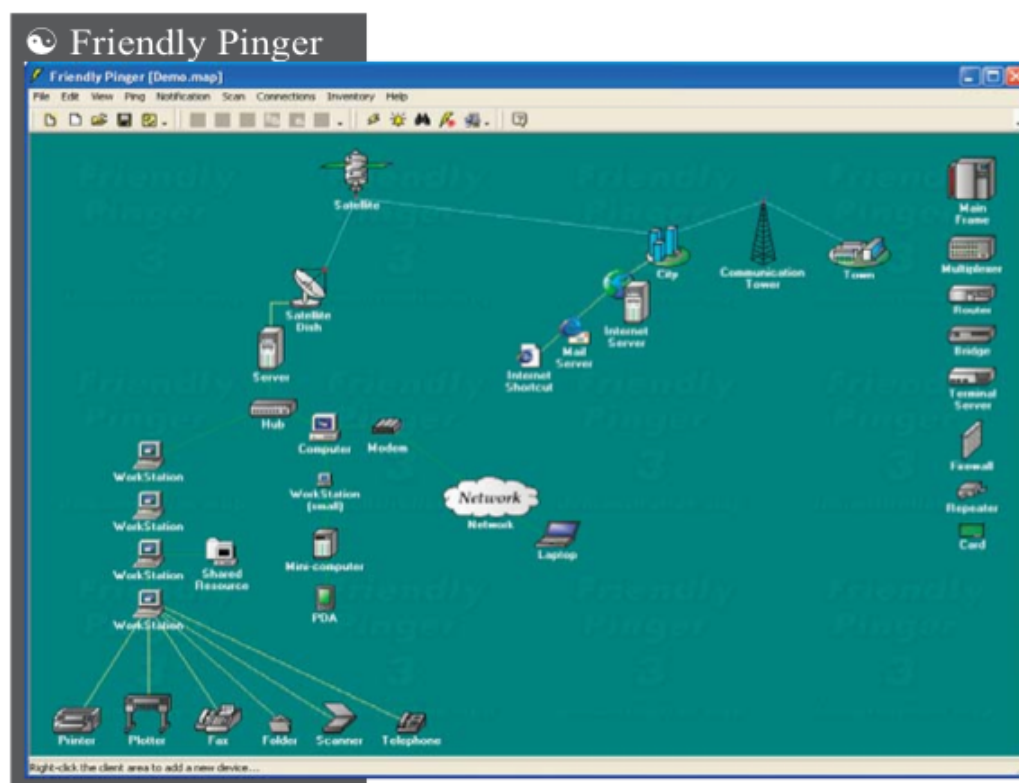 ☯ Friendly Pinger
Friendly Pinger [Demo.map]
File Edit View Ping Notification Scan Connections Inventory Help
Satellite
Main
Frame
City
Communication
Tower
Town
Multiplexer
Satellite
Dish
Router
Internet
Server
Mail
Server
Bridge
Internet
Shortcut
Server
Terminal
Server
Hub
Computer
Modem
Firewall
WorkStation
WorkStation
(small)
Network
Network
Repeater
WorkStation
Card
Laptop
Mini-computer
WorkStation
Shared
Resource
PDA
WorkStation
Printer
Plotter
Fax
Folder
Scanner
Telephone
Right-click the client area to add a new device...